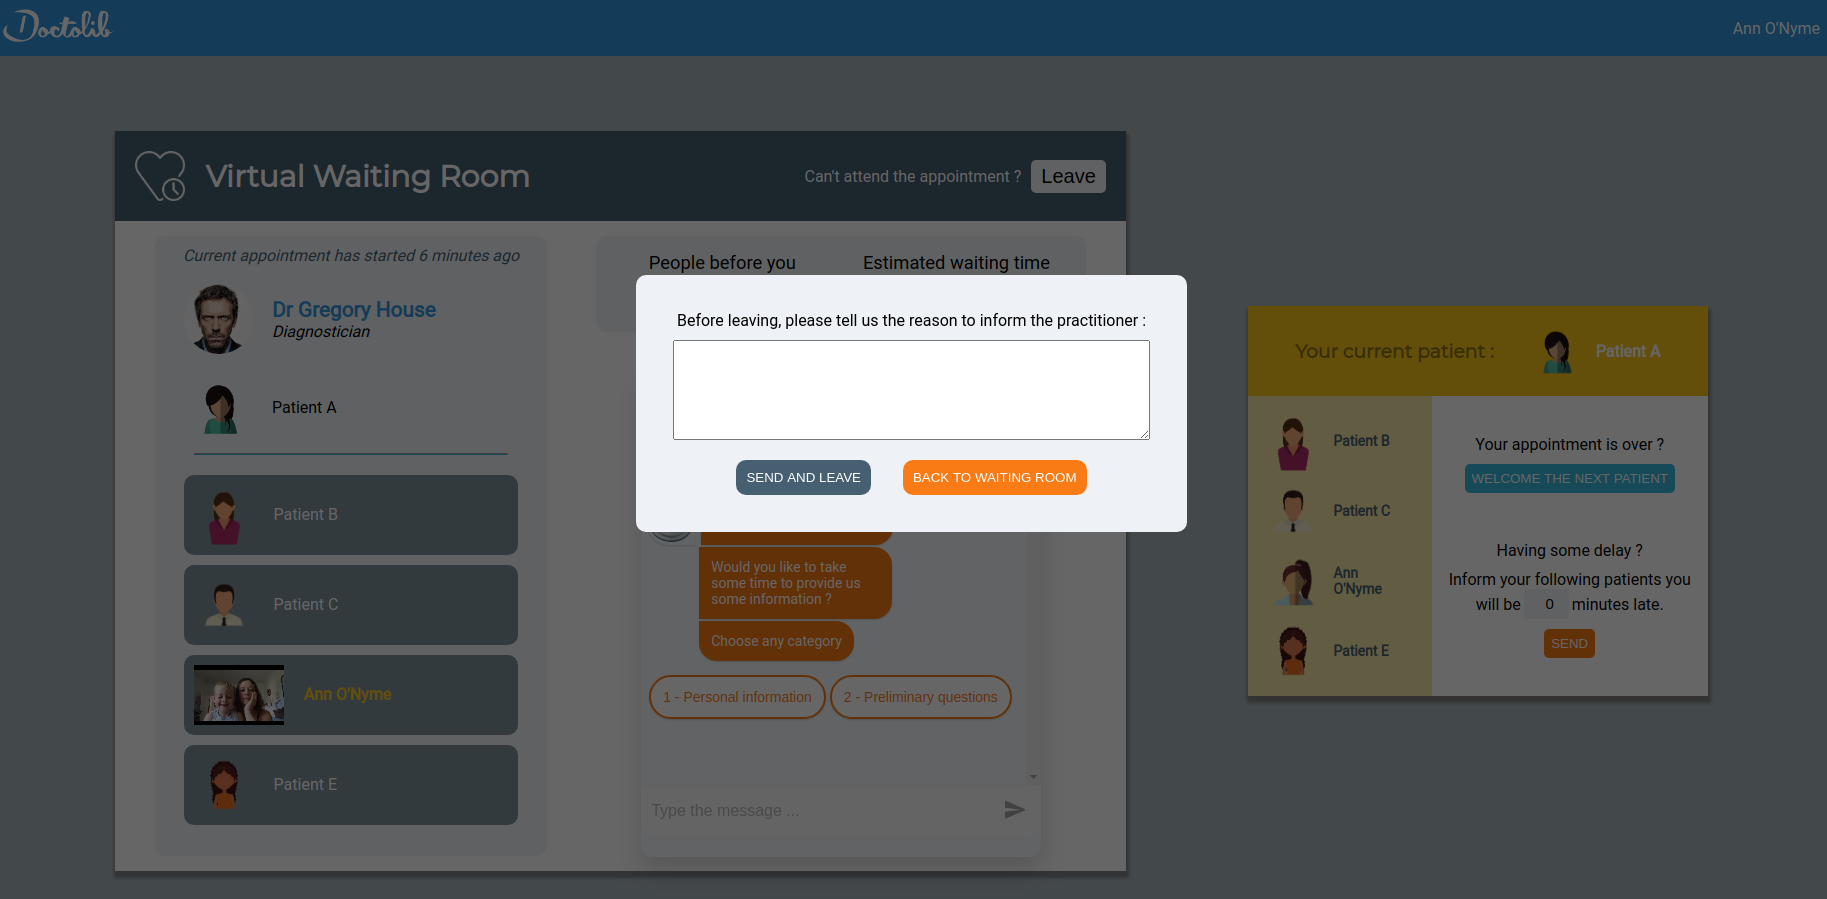 Doctolib
Ann O'Nyme
Virtual Waiting Room
Can't attend the appointment ?
Leave
Current appointment has started 6 minutes ago
Dr Gregory House
Diagnostician
Patient A
Patient B
Patient C
Ann O'Nyme
Patient E
People before you
Estimated waiting time
Before leaving, please tell us the reason to inform the practitioner :
SEND AND LEAVE
BACK TO WAITING ROOM
Would you like to take
some time to provide us
some information ?
Choose any category
1 - Personal information
2 - Preliminary questions
Type the message ...
Your current patient :
Patient A
Patient B
Patient C
Ann
O'Nyme
Patient E
Your appointment is over ?
WELCOME THE NEXT PATIENT
Having some delay ?
Inform your following patients you
will be 0 minutes late.
SEND